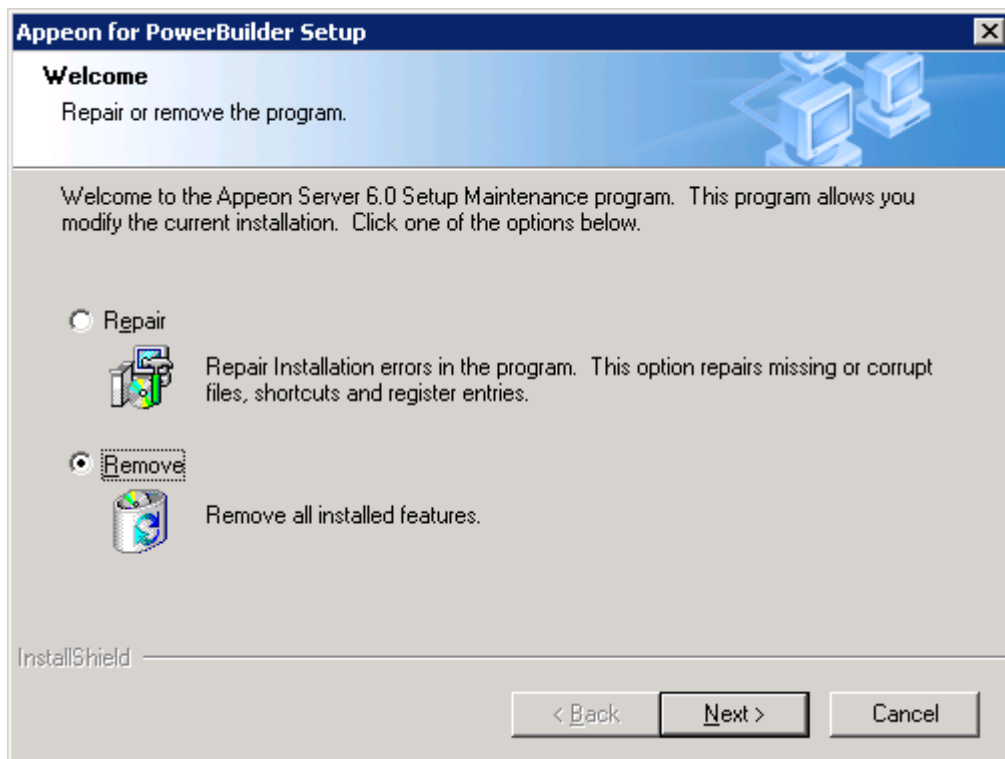 Appeon for PowerBuilder Setup
Welcome
Repair or remove the program.
Welcome to the Appeon Server 6.0 Setup Maintenance program. This program allows you
modify the current installation. Click one of the options below.
Repair
Repair Installation errors in the program. This option repairs missing or corrupt
files, shortcuts and register entries.
Remove
Remove all installed features.
InstallShield
< Back
Next >
Cancel